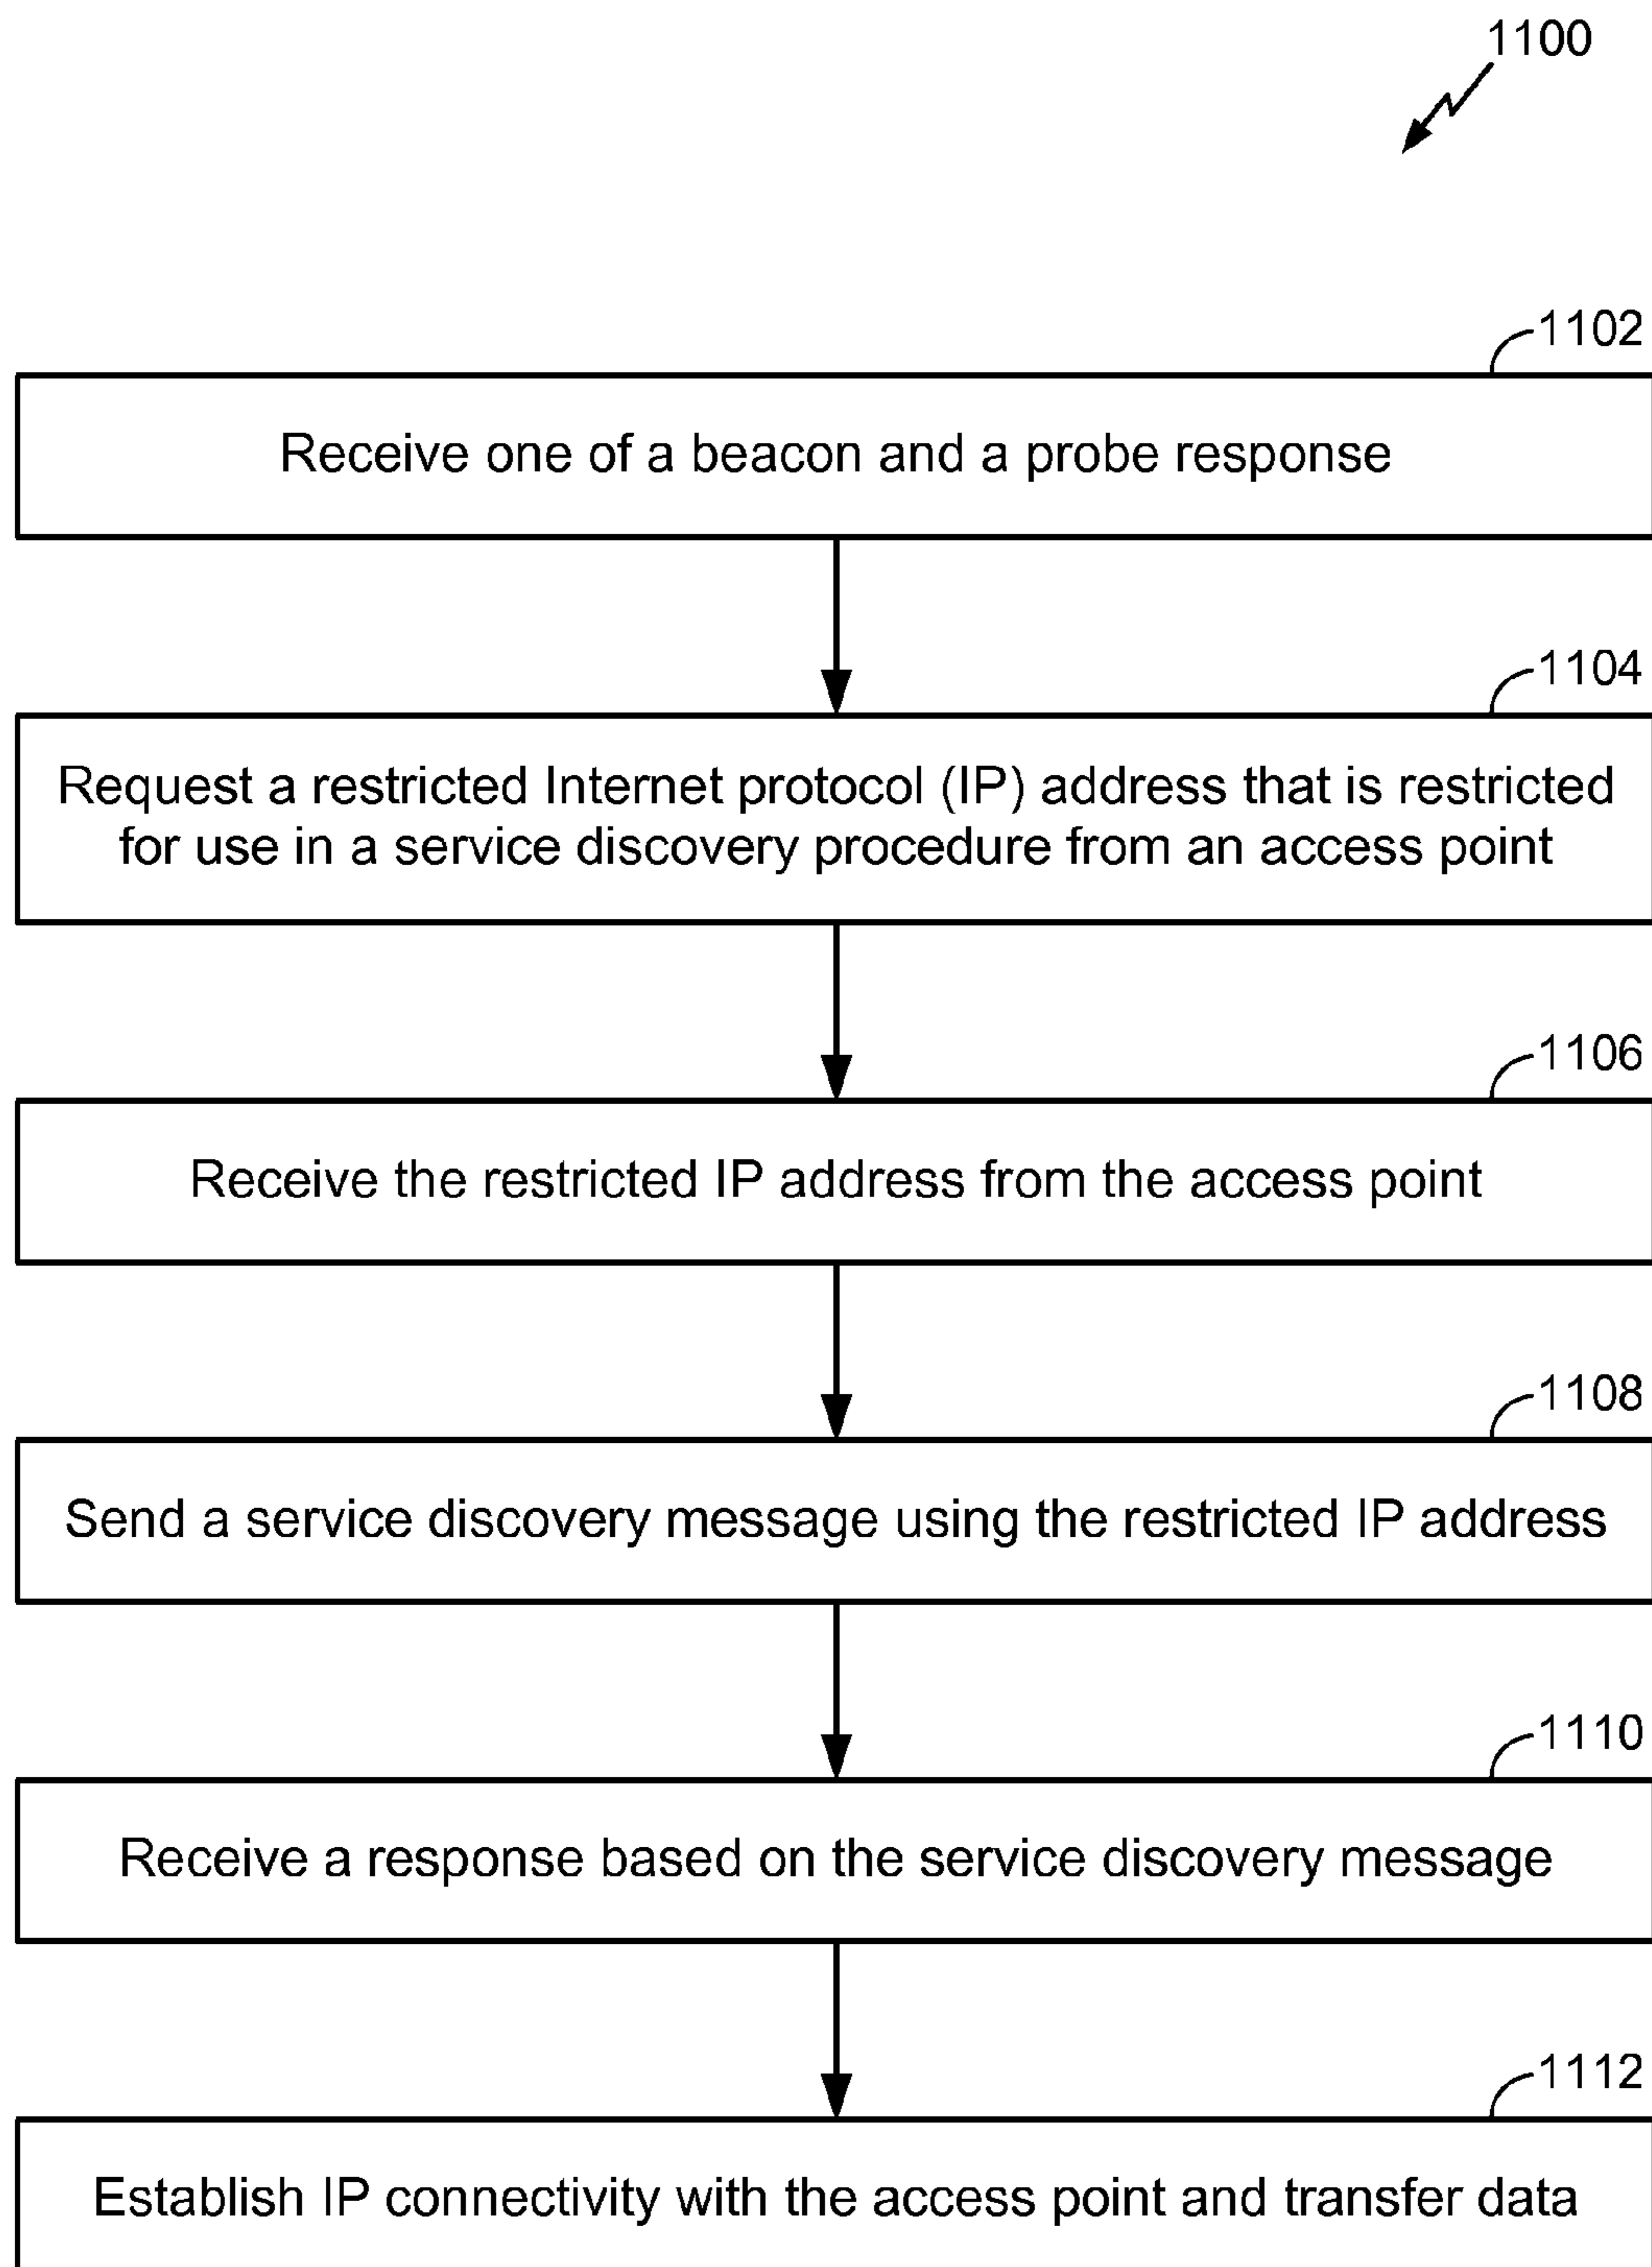 1100
1102
Receive one of a beacon and a probe response
1104
Request a restricted Internet protocol (IP) address that is restricted
for use in a service discovery procedure from an access point
1106
Receive the restricted IP address from the access point
1108
Send a service discovery message using the restricted IP address
1110
Receive a response based on the service discovery message
1112
Establish IP connectivity with the access point and transfer data